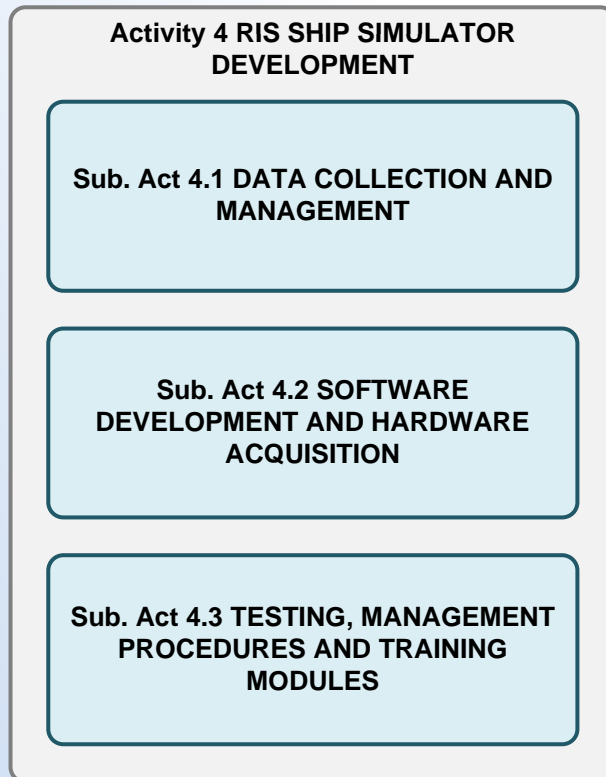 Activity 4 RIS SHIP SIMULATOR
DEVELOPMENT
Sub. Act 4.1 DATA COLLECTION AND
MANAGEMENT
Sub. Act 4.2 SOFTWARE
DEVELOPMENT AND HARDWARE
ACQUISITION
Sub. Act 4.3 TESTING, MANAGEMENT
PROCEDURES AND TRAINING
MODULES